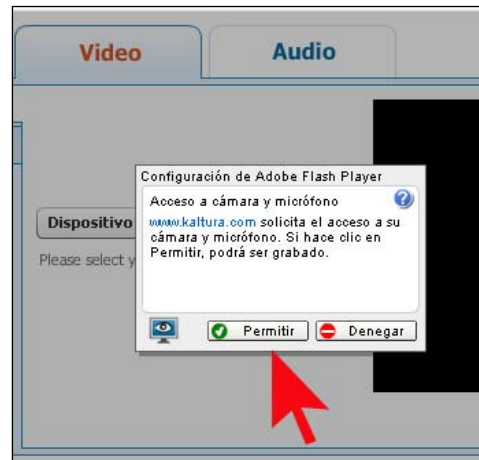 Video
Audio
Configuración de Adobe Flash Player
Acceso a cámara y micrófono
www.kaltura.com solicita el acceso a su
cámara y micrófono. Si hace clic en
Permitir, podrá ser grabado.
Dispositivo
Please select y
Permitir
Denegar